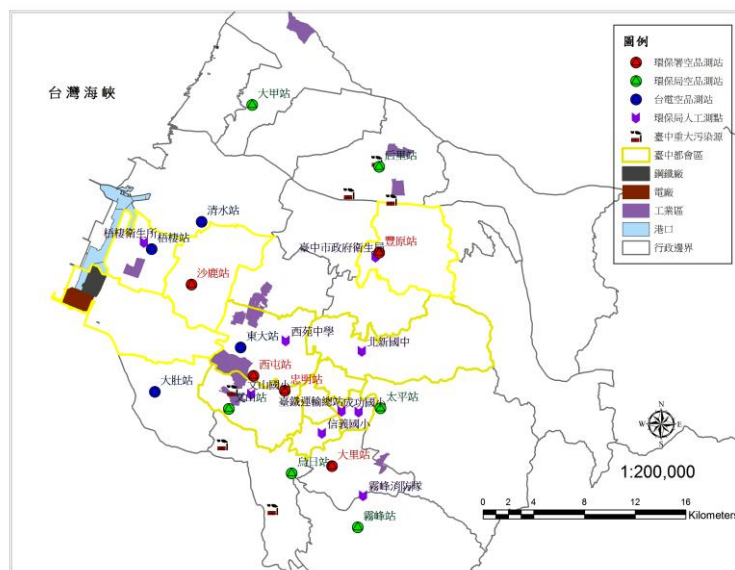 圖例
環保署空品測站
環保局空品測站
台電空品測站
環保局人工測點
臺中重大污染源
臺中都會區
鋼鐵廠
電廠
工業區
港口
行政邊界
台灣海峽
大甲站
后里站
清水站
梧棲衛生所
梧棲站
臺中市政府衛生局
豐原站
沙鹿站
東大站
西苑中學
北新國中
西屯站
忠明站
大肚站
文山國小
臺鐵運輸總站
成功國小
太平站
信義國小
烏日站
大里站
霧峰消防隊
霧峰站
N
W
E
S
1:200,000
0 2 4 8 12 16
Kilometers